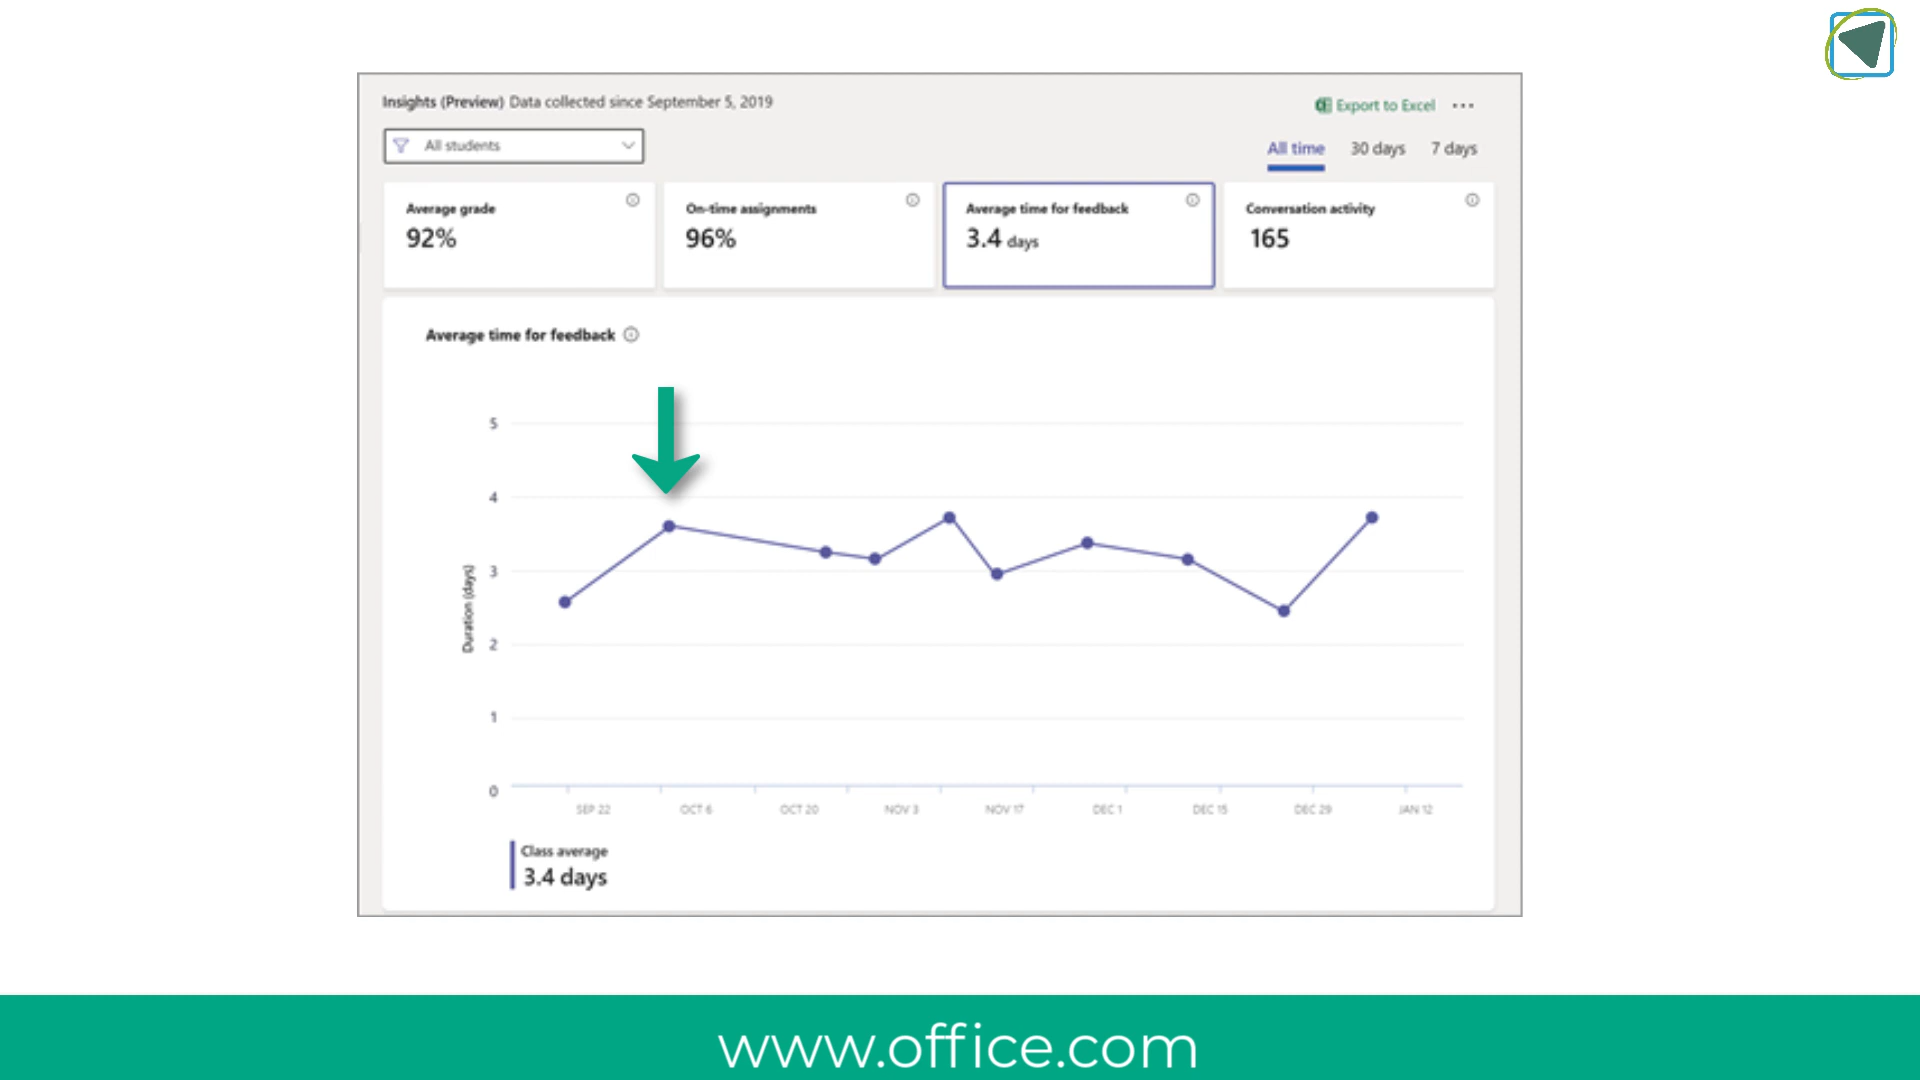 Insights (Preview) Data collected since September 5, 2019
Export to Excel
All students
All time 30 days 7 days
Average grade
92%
On-time assignments
96%
Average time for feedback
3.4 days
Conversation activity
165
Average time for feedback
5
4
3
2
1
0
Duration (days)
SEP 22 OCT 6 OCT 20 NOV 3 NOV 17 DEC 1 DEC 15 DEC 29 JAN 12
Class average
3.4 days
www.office.com